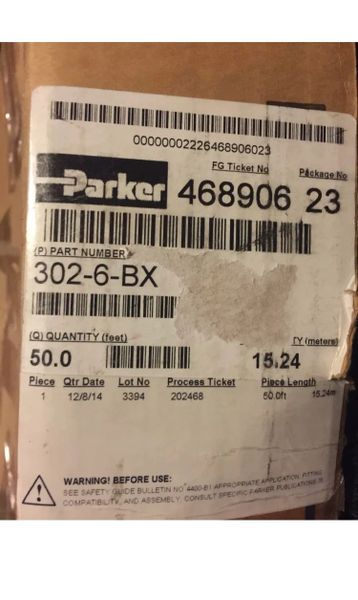 00000002226468906023
FG Ticket No Package No
Parker 468906 23
(P) PART NUMBER
302-6-BX
(Q) QUANTITY (feet) TY (meters)
50.0 15.24
Piece Qtr Date Lot No Process Ticket Piece Length
1 12/8/14 3394 202468 50.0ft 15.24m
WARNING! BEFORE USE:
SEE SAFETY GUIDE BULLETIN NO 4400-B1 APPROPRIATE APPLICATION, FITTING
COMPATIBILITY, AND ASSEMBLY, CONSULT SPECIFIC PARKER PUBLICATIONS